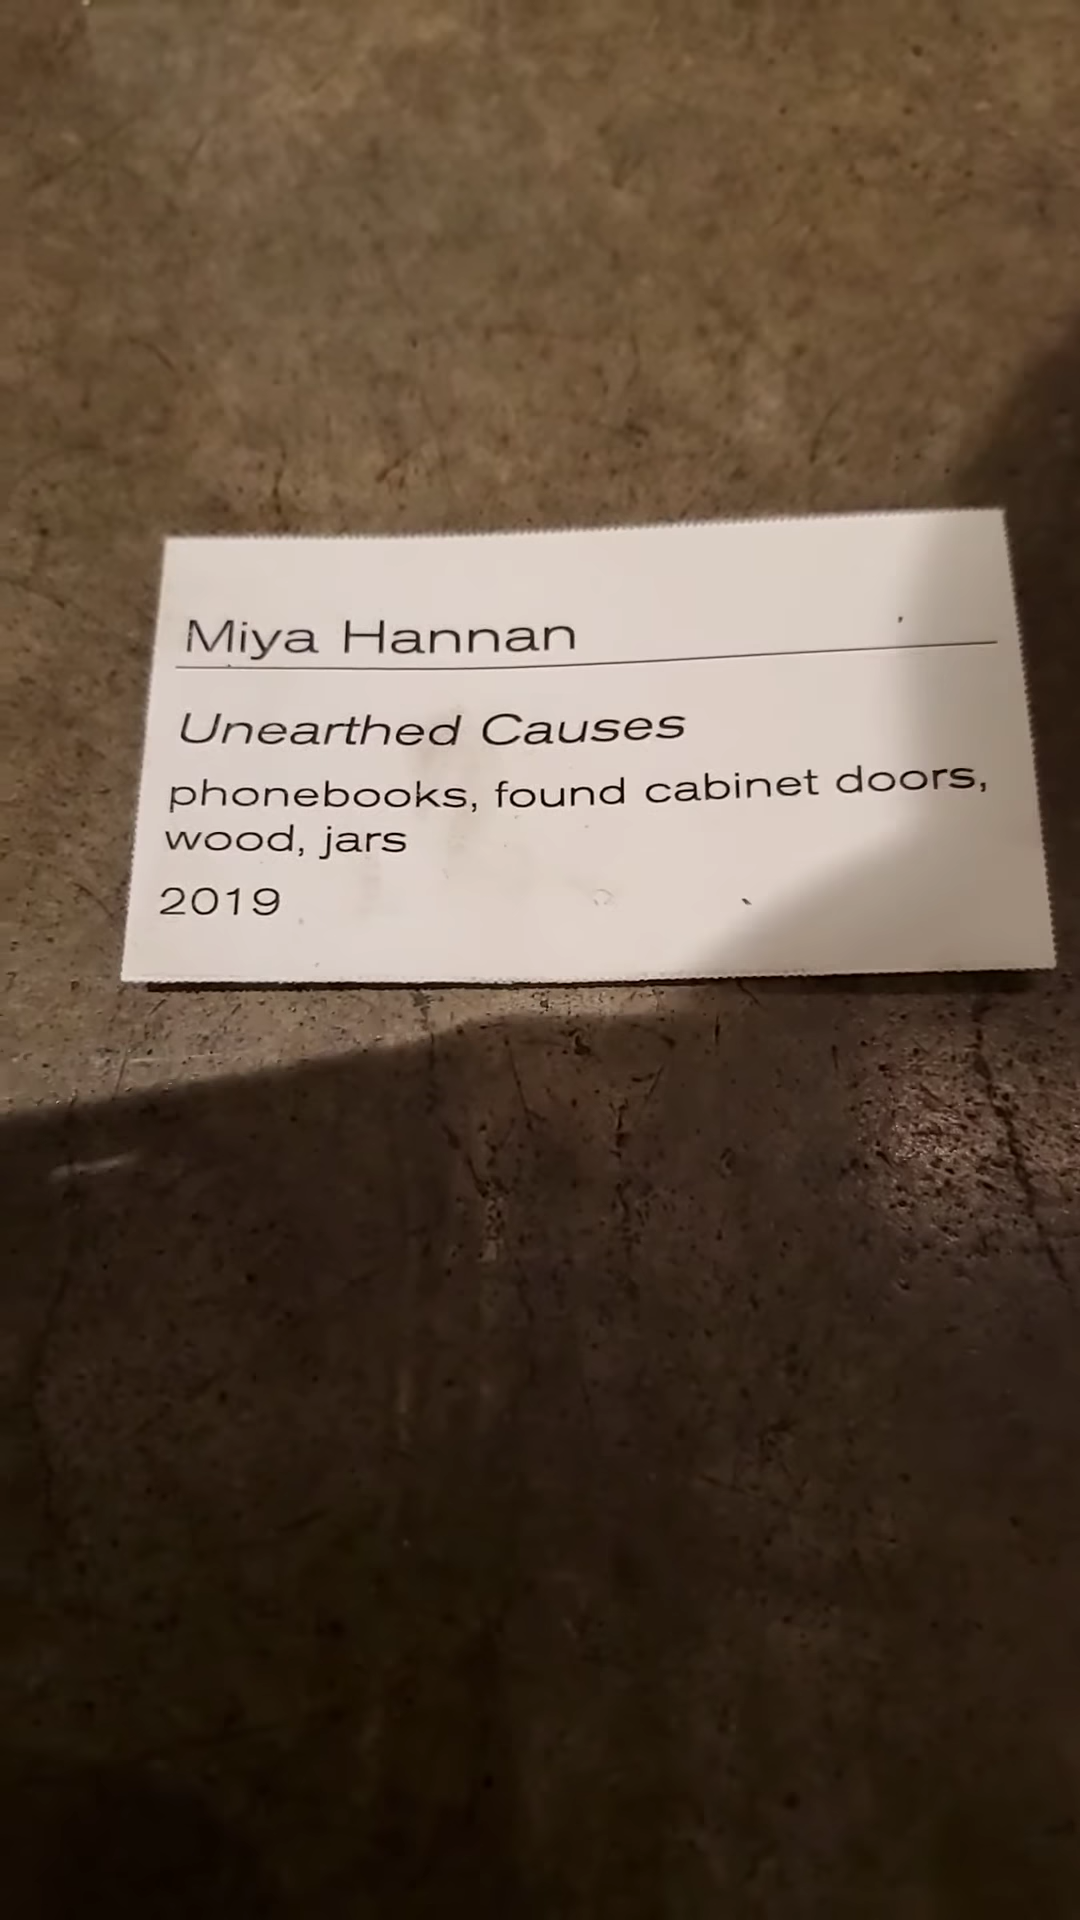 Miya Hannan
Unearthed Causes
phonebooks, found cabinet doors,
wood, jars
2019